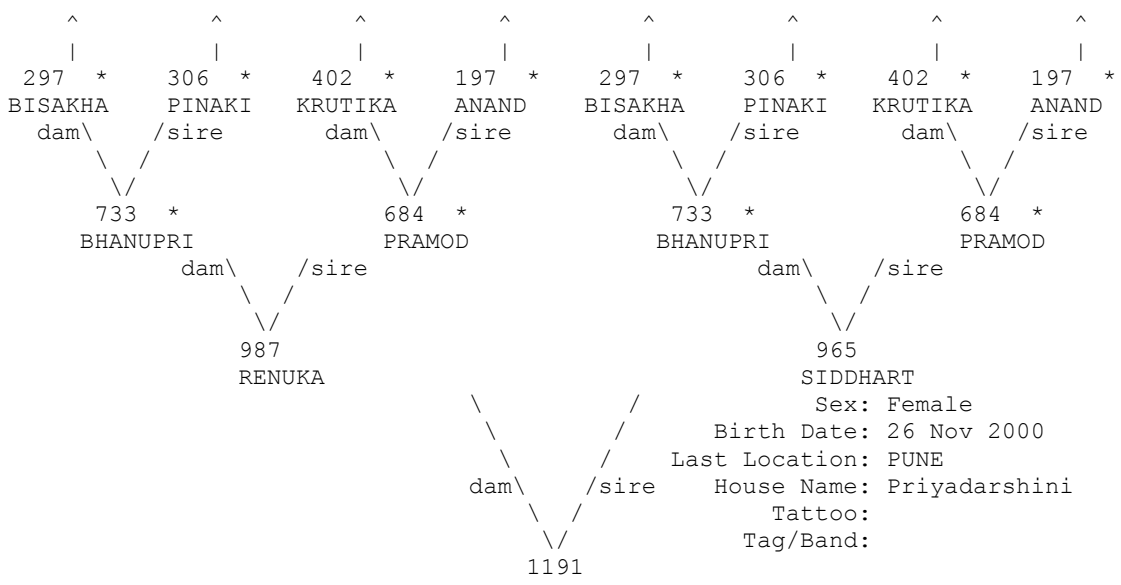 ^ ^ ^ ^ ^ ^ ^ ^
| | | | | | | |
297 * 306 * 402 * 197 * 297 * 306 * 402 * 197 *
BISAKHA PINAKI KRUTIKA ANAND BISAKHA PINAKI KRUTIKA ANAND
dam\ /sire dam\ /sire dam\ /sire dam\ /sire
\ / \ / \ / \ /
\/ \/ \/ \/
733 * 684 * 733 * 684 *
BHANUPRI PRAMOD BHANUPRI PRAMOD
dam\ /sire dam\ /sire
\ / \ /
\/ \/
987 965
RENUKA SIDDHART
\ / Sex: Female
\ / Birth Date: 26 Nov 2000
\ / Last Location: PUNE
dam\ /sire House Name: Priyadarshini
\ / Tattoo:
\/ Tag/Band:
1191